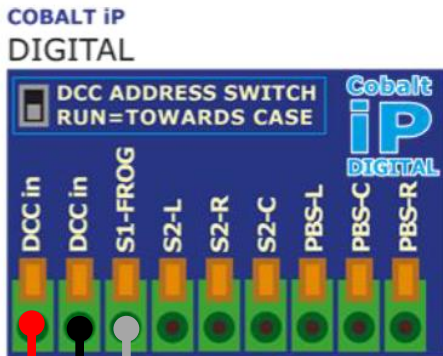 COBALT iP
DIGITAL
DCC ADDRESS SWITCH
RUN=TOWARDS CASE
Cobalt
iP
DIGITAL
DCC in
DCC in
S1-FROG
S2-L
S2-R
S2-C
PBS-L
PBS-C
PBS-R